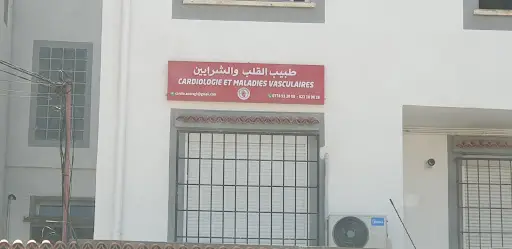 طبيب القلب والشرايين
CARDIOLOGIE ET MALADIES VASCULAIRES